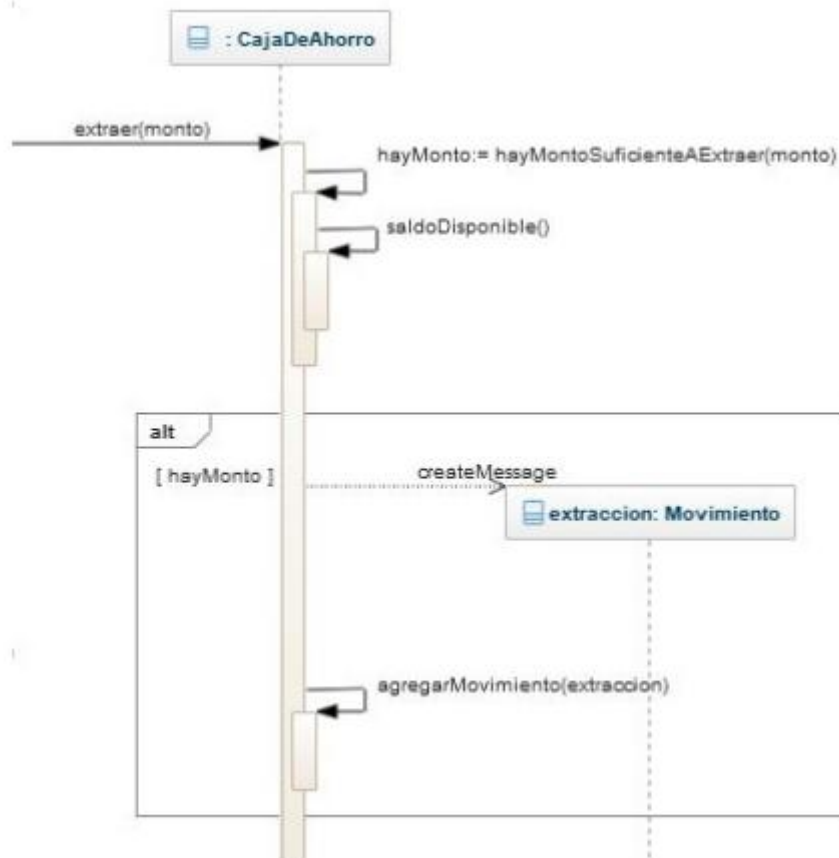 : CajaDeAhorro
extraer(monto)
hayMonto:= hayMontoSuficienteAExtraer(monto)
saldoDisponible()
alt
[ hayMonto ]
createMessage
extraccion: Movimiento
agregarMovimiento(extraccion)